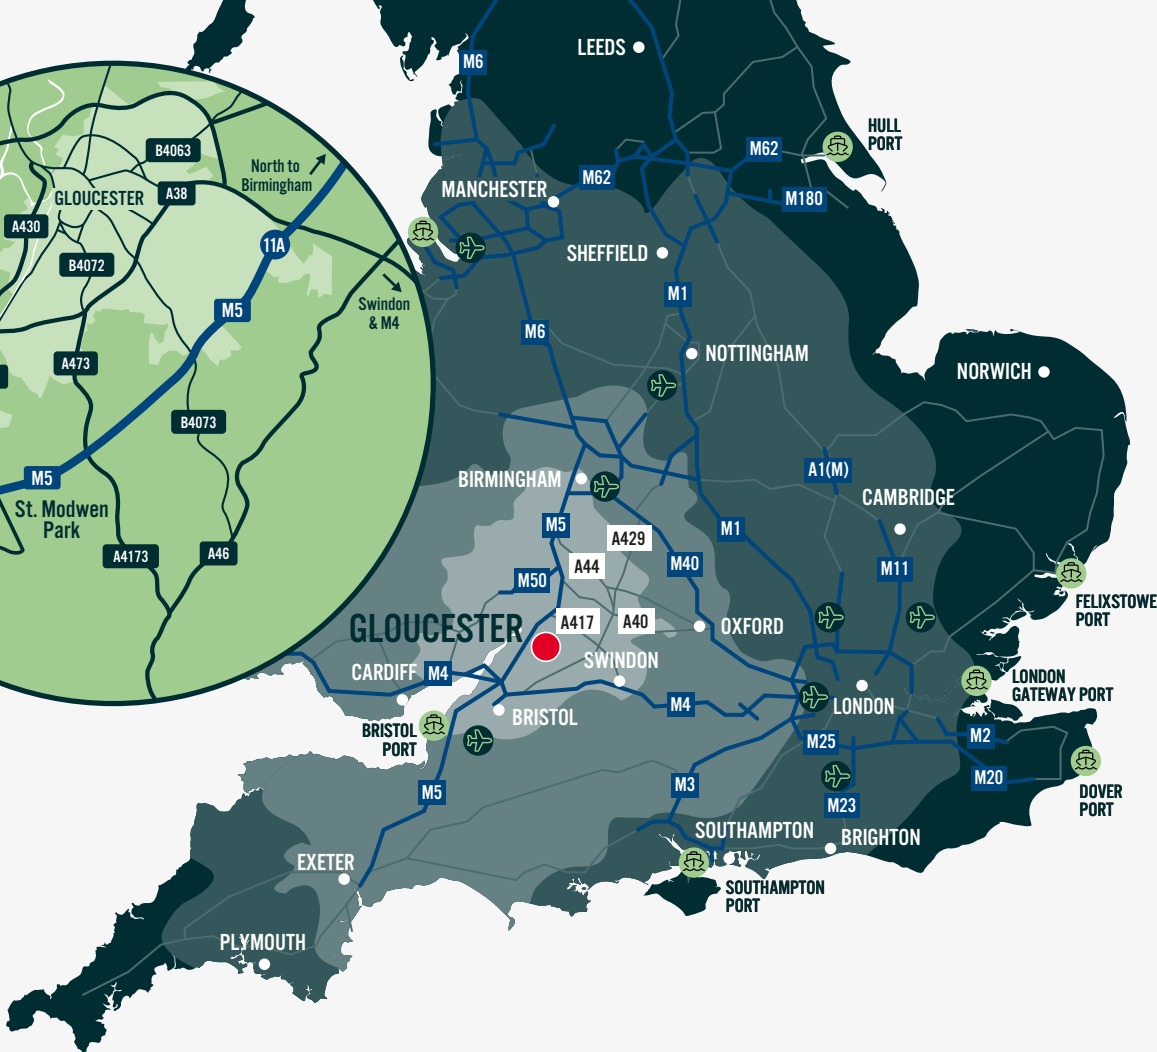 LEEDS
M6
HULL
PORT
M62
M62
M180
MANCHESTER
SHEFFIELD
M1
M6
NOTTINGHAM
NORWICH
BIRMINGHAM
A1(M)
CAMBRIDGE
M5
A429
M1
A44
M40
M11
M50
FELIXSTOWE
PORT
A417
A40
OXFORD
GLOUCESTER
SWINDON
CARDIFF
M4
M4
LONDON
LONDON
GATEWAY PORT
BRISTOL
BRISTOL
PORT
M25
M2
M20
M5
M3
M23
DOVER
PORT
SOUTHAMPTON
BRIGHTON
EXETER
SOUTHAMPTON
PORT
PLYMOUTH
B4063
North to
Birmingham
GLOUCESTER
A38
A430
11A
B4072
Swindon
& M4
M5
A473
B4073
M5
St. Modwen
Park
A4173
A46